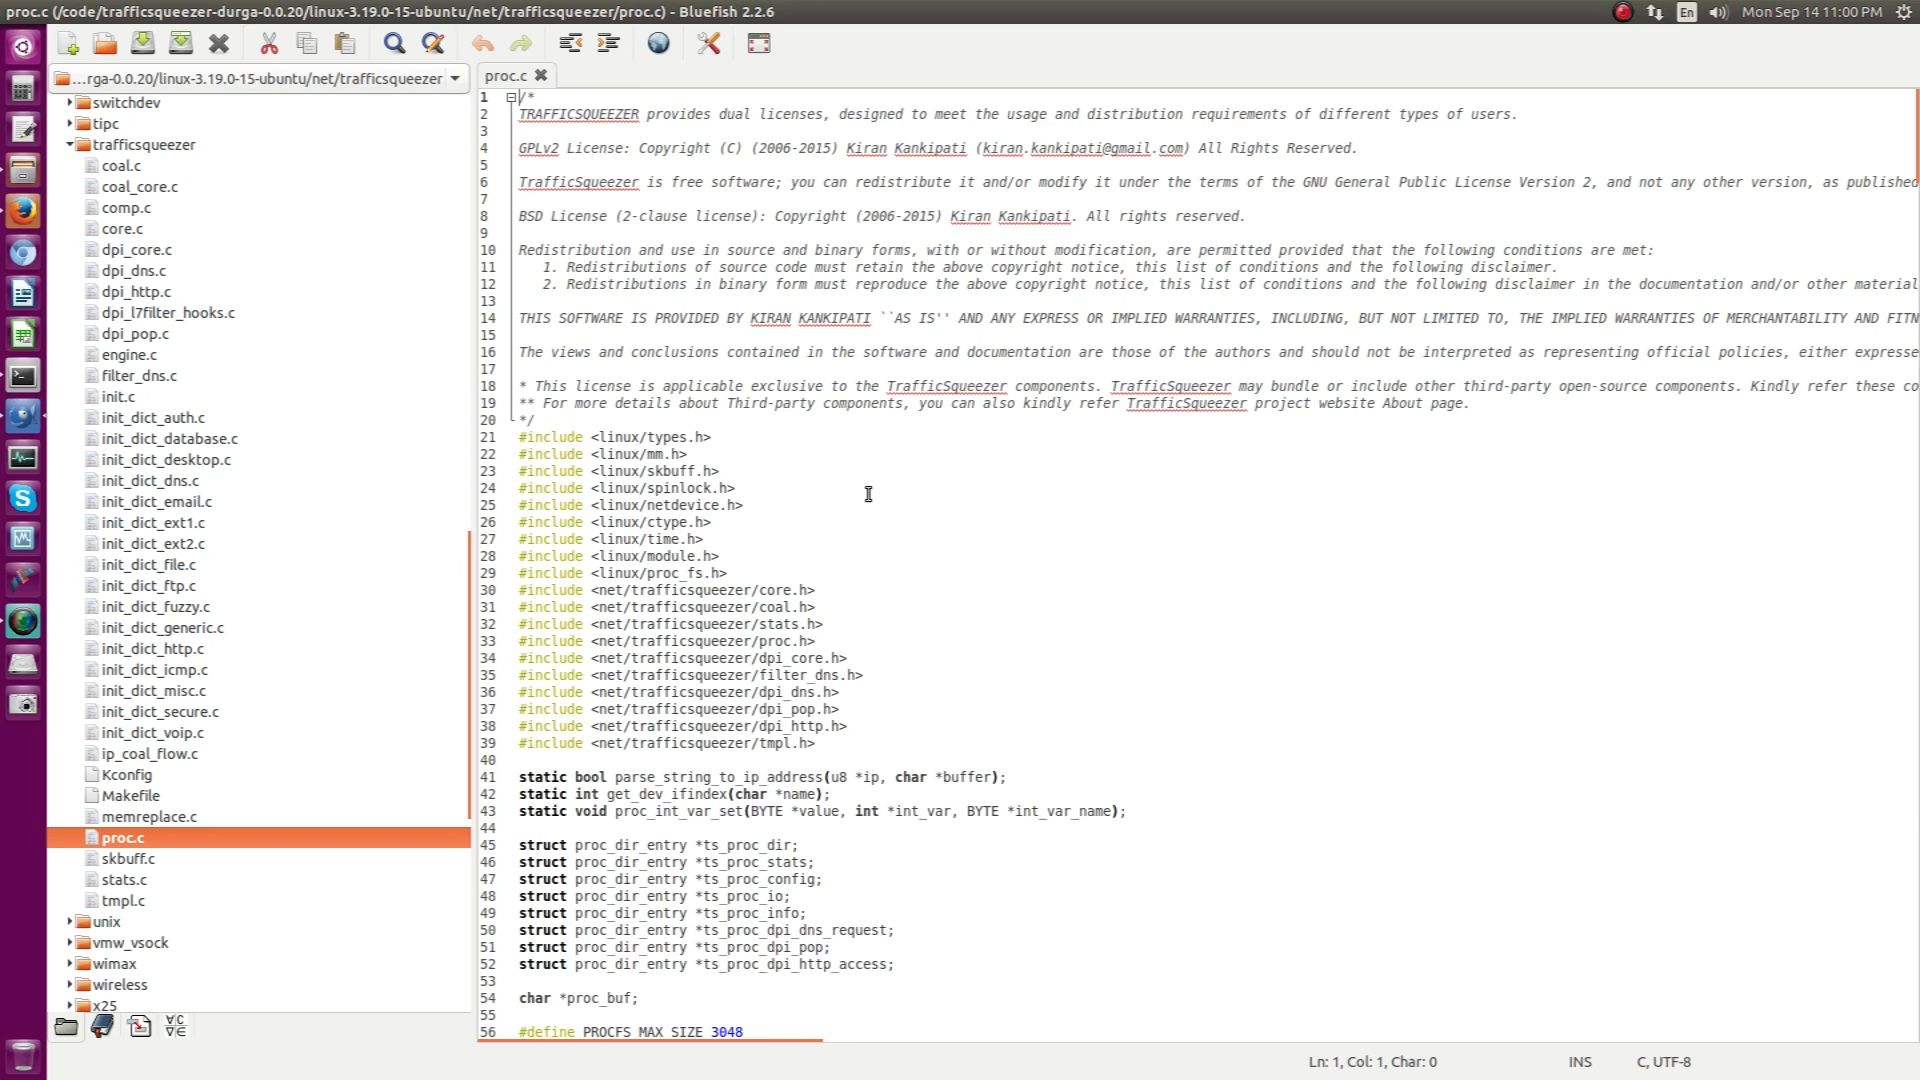 proc.c (/code/trafficsqueezer-durga-0.0.20/linux-3.19.0-15-ubuntu/net/trafficsqueezer/proc.c) - Bluefish 2.2.6
En
Mon Sep 14 11:00 PM
...rga-0.0.20/linux-3.19.0-15-ubuntu/net/trafficsqueezer
switchdev
tipc
trafficsqueezer
coal.c
coal_core.c
comp.c
core.c
dpi_core.c
dpi_dns.c
dpi_http.c
dpi_l7filter_hooks.c
dpi_pop.c
engine.c
filter_dns.c
init.c
init_dict_auth.c
init_dict_database.c
init_dict_desktop.c
init_dict_dns.c
init_dict_email.c
init_dict_ext1.c
init_dict_ext2.c
init_dict_file.c
init_dict_ftp.c
init_dict_fuzzy.c
init_dict_generic.c
init_dict_http.c
init_dict_icmp.c
init_dict_misc.c
init_dict_secure.c
init_dict_voip.c
ip_coal_flow.c
Kconfig
Makefile
memreplace.c
proc.c
skbuff.c
stats.c
tmpl.c
unix
vmw_vsock
wimax
wireless
x25
proc.c
1 /*
2 TRAFFICSQUEEZER provides dual licenses, designed to meet the usage and distribution requirements of different types of users.
3
4 GPLv2 License: Copyright (C) (2006-2015) Kiran Kankipati (kiran.kankipati@gmail.com) All Rights Reserved.
5
6 TrafficSqueezer is free software; you can redistribute it and/or modify it under the terms of the GNU General Public License Version 2, and not any other version, as published
7
8 BSD License (2-clause license): Copyright (2006-2015) Kiran Kankipati. All rights reserved.
9
10 Redistribution and use in source and binary forms, with or without modification, are permitted provided that the following conditions are met:
11 1. Redistributions of source code must retain the above copyright notice, this list of conditions and the following disclaimer.
12 2. Redistributions in binary form must reproduce the above copyright notice, this list of conditions and the following disclaimer in the documentation and/or other material
13
14 THIS SOFTWARE IS PROVIDED BY KIRAN KANKIPATI ``AS IS'' AND ANY EXPRESS OR IMPLIED WARRANTIES, INCLUDING, BUT NOT LIMITED TO, THE IMPLIED WARRANTIES OF MERCHANTABILITY AND FITN
15
16 The views and conclusions contained in the software and documentation are those of the authors and should not be interpreted as representing official policies, either expresse
17
18 * This license is applicable exclusive to the TrafficSqueezer components. TrafficSqueezer may bundle or include other third-party open-source components. Kindly refer these co
19 ** For more details about Third-party components, you can also kindly refer TrafficSqueezer project website About page.
20 */
21 #include <linux/types.h>
22 #include <linux/mm.h>
23 #include <linux/skbuff.h>
24 #include <linux/spinlock.h>
25 #include <linux/netdevice.h>
26 #include <linux/ctype.h>
27 #include <linux/time.h>
28 #include <linux/module.h>
29 #include <linux/proc_fs.h>
30 #include <net/trafficsqueezer/core.h>
31 #include <net/trafficsqueezer/coal.h>
32 #include <net/trafficsqueezer/stats.h>
33 #include <net/trafficsqueezer/proc.h>
34 #include <net/trafficsqueezer/dpi_core.h>
35 #include <net/trafficsqueezer/filter_dns.h>
36 #include <net/trafficsqueezer/dpi_dns.h>
37 #include <net/trafficsqueezer/dpi_pop.h>
38 #include <net/trafficsqueezer/dpi_http.h>
39 #include <net/trafficsqueezer/tmpl.h>
40
41 static bool parse_string_to_ip_address(u8 *ip, char *buffer);
42 static int get_dev_ifindex(char *name);
43 static void proc_int_var_set(BYTE *value, int *int_var, BYTE *int_var_name);
44
45 struct proc_dir_entry *ts_proc_dir;
46 struct proc_dir_entry *ts_proc_stats;
47 struct proc_dir_entry *ts_proc_config;
48 struct proc_dir_entry *ts_proc_io;
49 struct proc_dir_entry *ts_proc_info;
50 struct proc_dir_entry *ts_proc_dpi_dns_request;
51 struct proc_dir_entry *ts_proc_dpi_pop;
52 struct proc_dir_entry *ts_proc_dpi_http_access;
53
54 char *proc_buf;
55
56 #define PROCFS_MAX_SIZE 3048
Ln: 1, Col: 1, Char: 0
INS
C, UTF-8